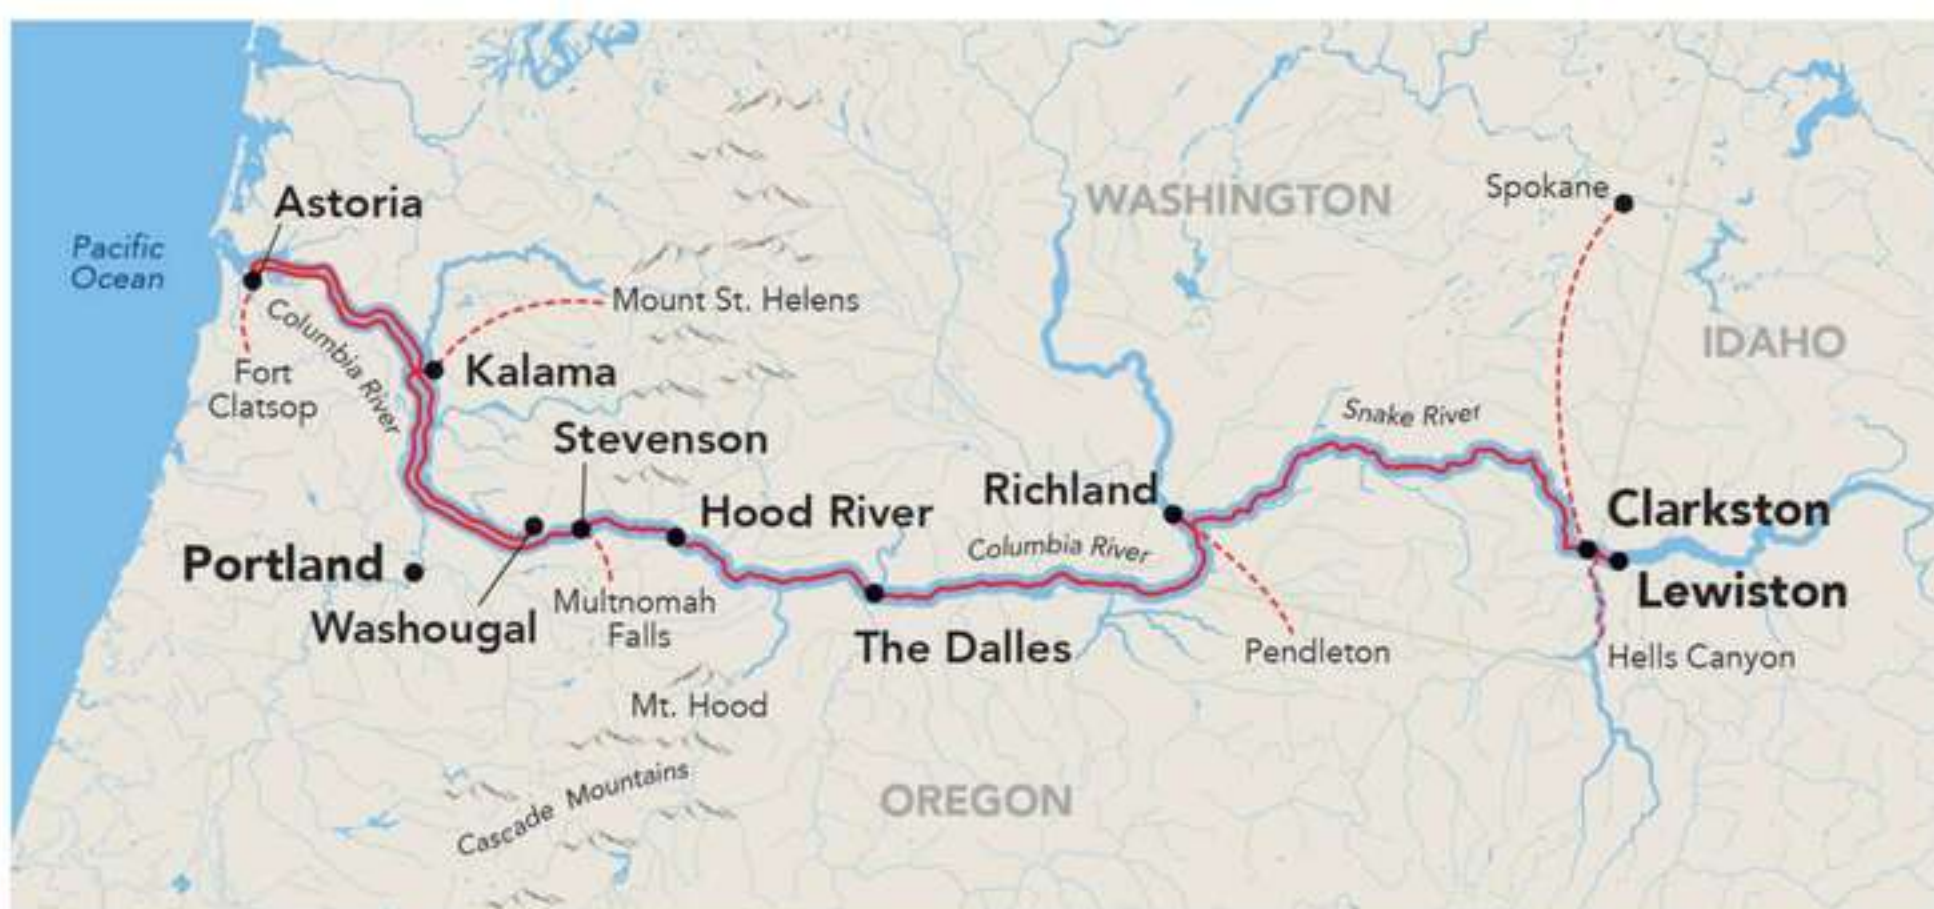 Astoria
WASHINGTON
Spokane
Pacific
Ocean
Mount St. Helens
Columbia River
IDAHO
Fort
Clatsop
Kalama
Snake River
Stevenson
Richland
Hood River
Clarkston
Columbia River
Portland
Lewiston
Washougal
Multnomah
Falls
The Dalles
Pendleton
Hells Canyon
Mt. Hood
Cascade Mountains
OREGON